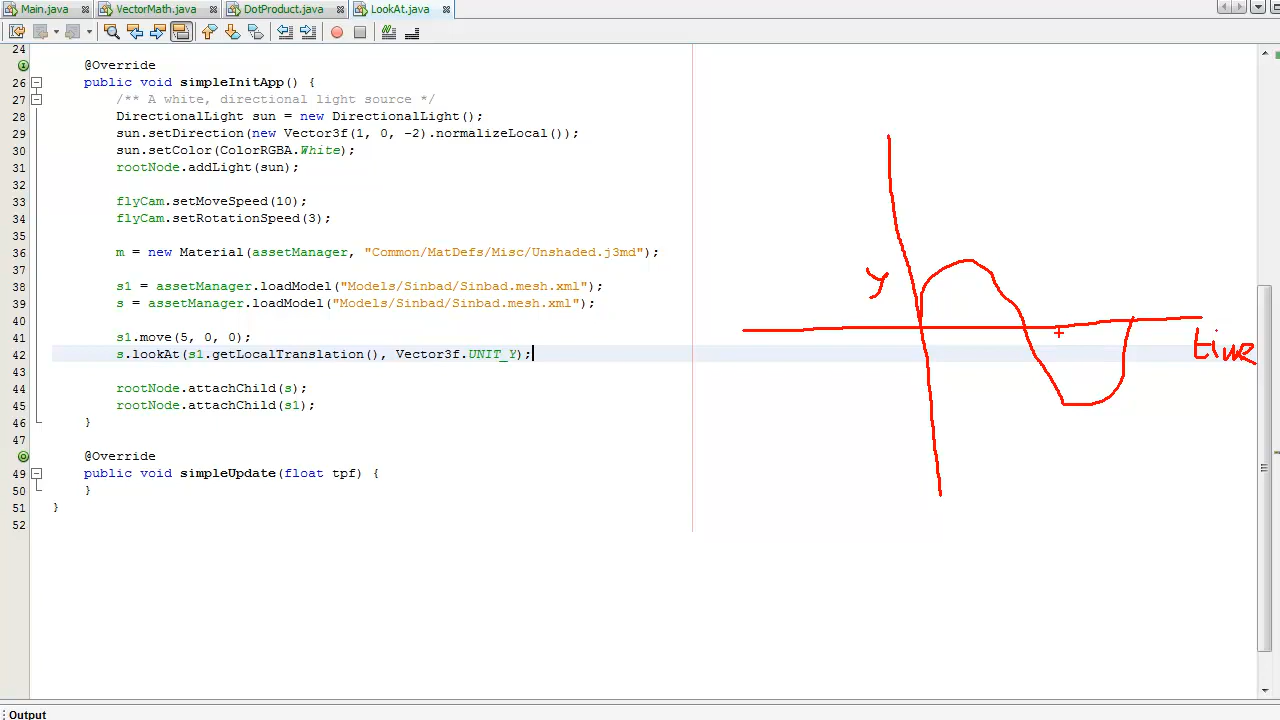 Main.java VectorMath.java DotProduct.java LookAt.java
24
@Override
26 public void simpleInitApp() {
27 /** A white, directional light source */
28 DirectionalLight sun = new DirectionalLight();
29 sun.setDirection(new Vector3f(1, 0, -2).normalizeLocal());
30 sun.setColor(ColorRGBA.White);
31 rootNode.addLight(sun);
32
33 flyCam.setMoveSpeed(10);
34 flyCam.setRotationSpeed(3);
35
36 m = new Material(assetManager, "Common/MatDefs/Misc/Unshaded.j3md");
37
38 s1 = assetManager.loadModel("Models/Sinbad/Sinbad.mesh.xml");
39 s = assetManager.loadModel("Models/Sinbad/Sinbad.mesh.xml");
40
41 s1.move(5, 0, 0);
42 s.lookAt(s1.getLocalTranslation(), Vector3f.UNIT_Y);
43
44 rootNode.attachChild(s);
45 rootNode.attachChild(s1);
46 }
47
@Override
49 public void simpleUpdate(float tpf) {
50 }
51 }
52
y
time
Output